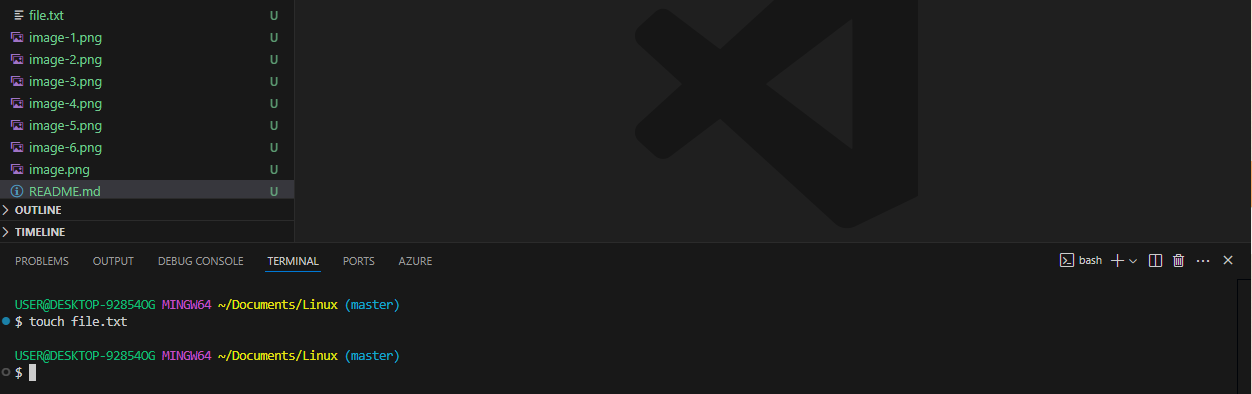 file.txt U
image-1.png U
image-2.png U
image-3.png U
image-4.png U
image-5.png U
image-6.png U
image.png U
README.md U
OUTLINE
TIMELINE
PROBLEMS OUTPUT DEBUG CONSOLE TERMINAL PORTS AZURE bash
USER@DESKTOP-92854OG MINGW64 ~/Documents/Linux (master)
$ touch file.txt
USER@DESKTOP-92854OG MINGW64 ~/Documents/Linux (master)
$